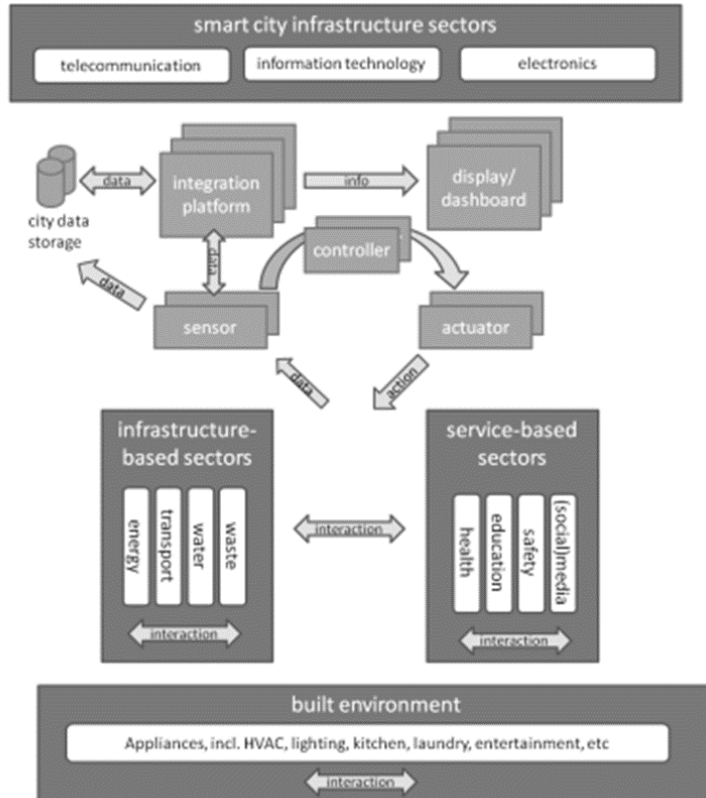 smart city infrastructure sectors
telecommunication
information technology
electronics
integration
platform
data
info
display/
dashboard
city data
storage
controller
data
data
sensor
actuator
data
action
infrastructure-
based sectors
energy
transport
water
waste
interaction
interaction
service-based
sectors
health
education
safety
(social)media
interaction
built environment
Appliances, incl. HVAC, lighting, kitchen, laundry, entertainment, etc
interaction